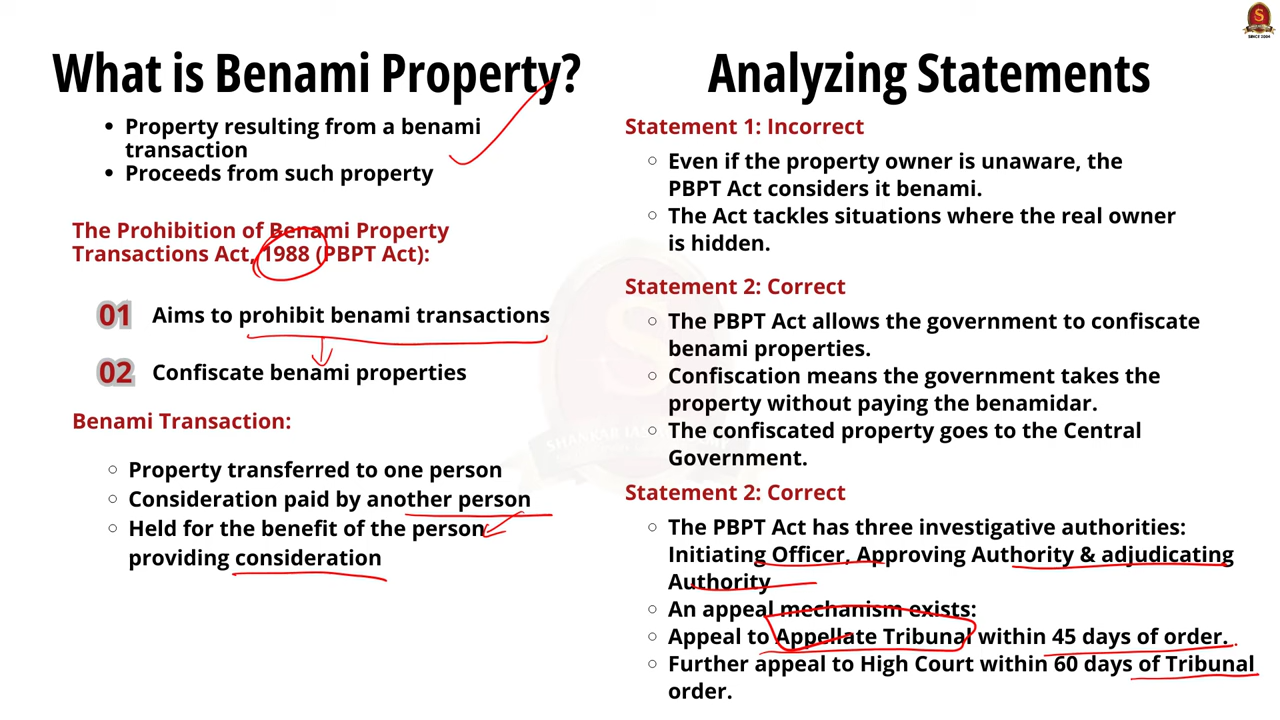 What is Benami Property?
• Property resulting from a benami
transaction
• Proceeds from such property
The Prohibition of Benami Property
Transactions Act, 1988 (PBPT Act):
01 Aims to prohibit benami transactions
02 Confiscate benami properties
Benami Transaction:
○ Property transferred to one person
○ Consideration paid by another person
○ Held for the benefit of the person
providing consideration
S
SINCE 2004
Analyzing Statements
Statement 1: Incorrect
○ Even if the property owner is unaware, the
PBPT Act considers it benami.
○ The Act tackles situations where the real owner
is hidden.
Statement 2: Correct
○ The PBPT Act allows the government to confiscate
benami properties.
○ Confiscation means the government takes the
property without paying the benamidar.
○ The confiscated property goes to the Central
Government.
Statement 2: Correct
○ The PBPT Act has three investigative authorities:
Initiating Officer, Approving Authority & adjudicating
Authority
○ An appeal mechanism exists:
○ Appeal to Appellate Tribunal within 45 days of order.
○ Further appeal to High Court within 60 days of Tribunal
order.
S
SHANKAR